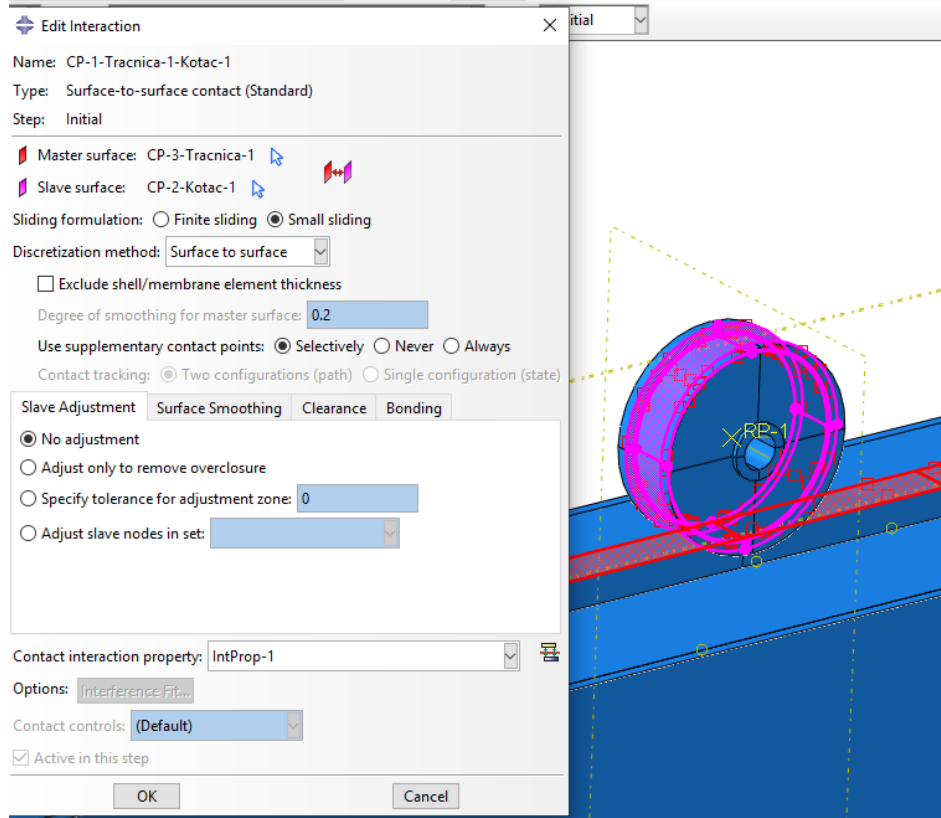 Edit Interaction
itial
Name: CP-1-Tracnica-1-Kotac-1
Type: Surface-to-surface contact (Standard)
Step: Initial
Master surface: CP-3-Tracnica-1
Slave surface: CP-2-Kotac-1
Sliding formulation: Finite sliding Small sliding
Discretization method: Surface to surface
Exclude shell/membrane element thickness
Degree of smoothing for master surface: 0.2
Use supplementary contact points: Selectively Never Always
Contact tracking: Two configurations (path) Single configuration (state)
Slave Adjustment Surface Smoothing Clearance Bonding
No adjustment
Adjust only to remove overclosure
Specify tolerance for adjustment zone: 0
Adjust slave nodes in set:
Contact interaction property: IntProp-1
Options: Interference Fit...
Contact controls: (Default)
Active in this step
OK Cancel
RP-1